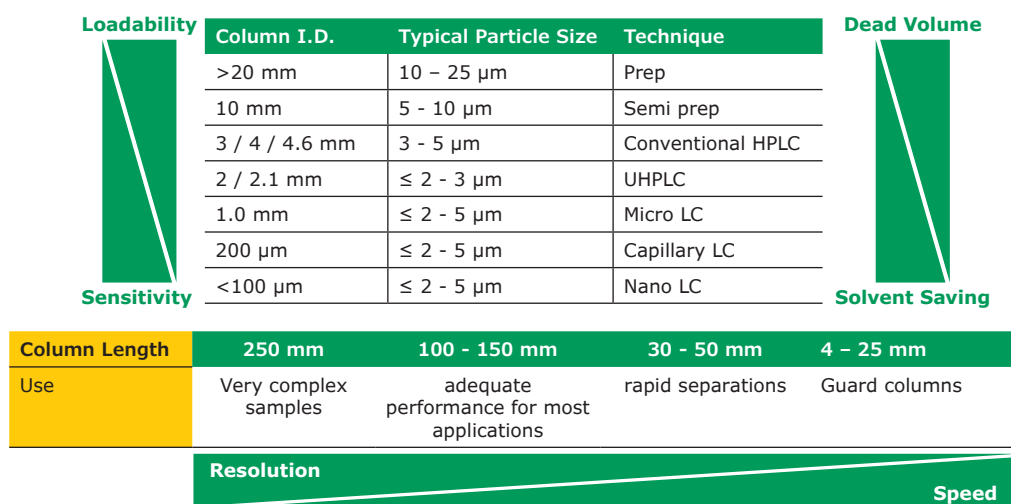 Loadability
Dead Volume
Column I.D. Typical Particle Size Technique
>20 mm 10 – 25 µm Prep
10 mm 5 - 10 µm Semi prep
3 / 4 / 4.6 mm 3 - 5 µm Conventional HPLC
2 / 2.1 mm ≤ 2 - 3 µm UHPLC
1.0 mm ≤ 2 - 5 µm Micro LC
200 µm ≤ 2 - 5 µm Capillary LC
<100 µm ≤ 2 - 5 µm Nano LC
Sensitivity
Solvent Saving
Column Length 250 mm 100 - 150 mm 30 - 50 mm 4 – 25 mm
Use Very complex adequate rapid separations Guard columns
samples performance for most
applications
Resolution
Speed